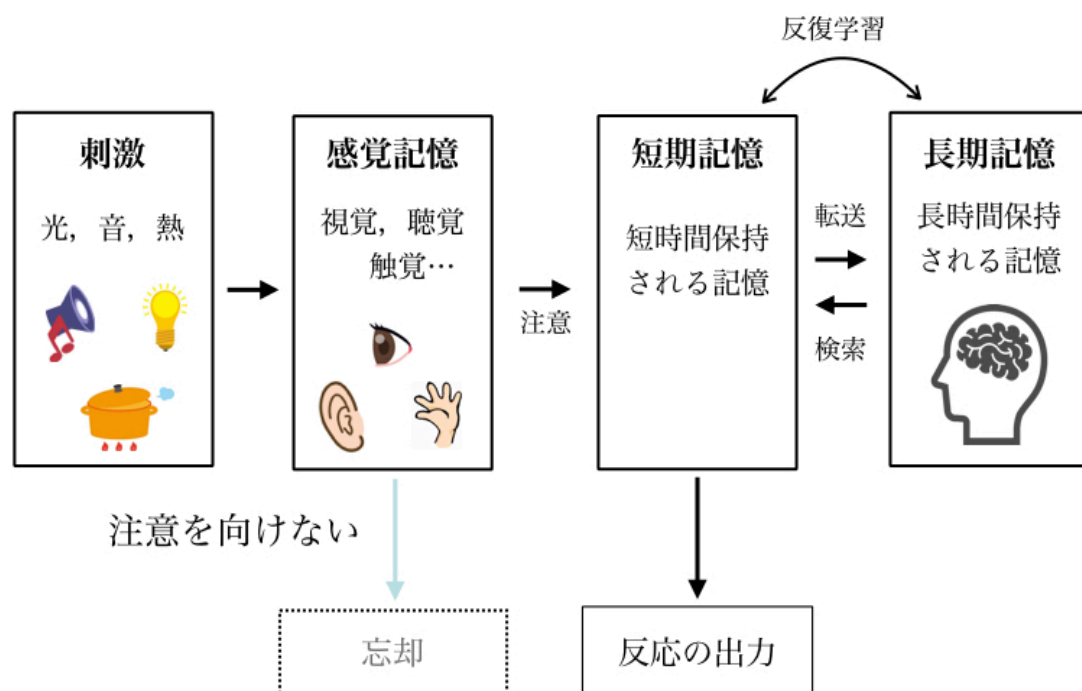 反復学習
刺激
光，音，熱
感覚記憶
視覚，聴覚
触覚…
注意
短期記憶
短時間保持
される記憶
転送
検索
長期記憶
長時間保持
される記憶
注意を向けない
忘却
反応の出力